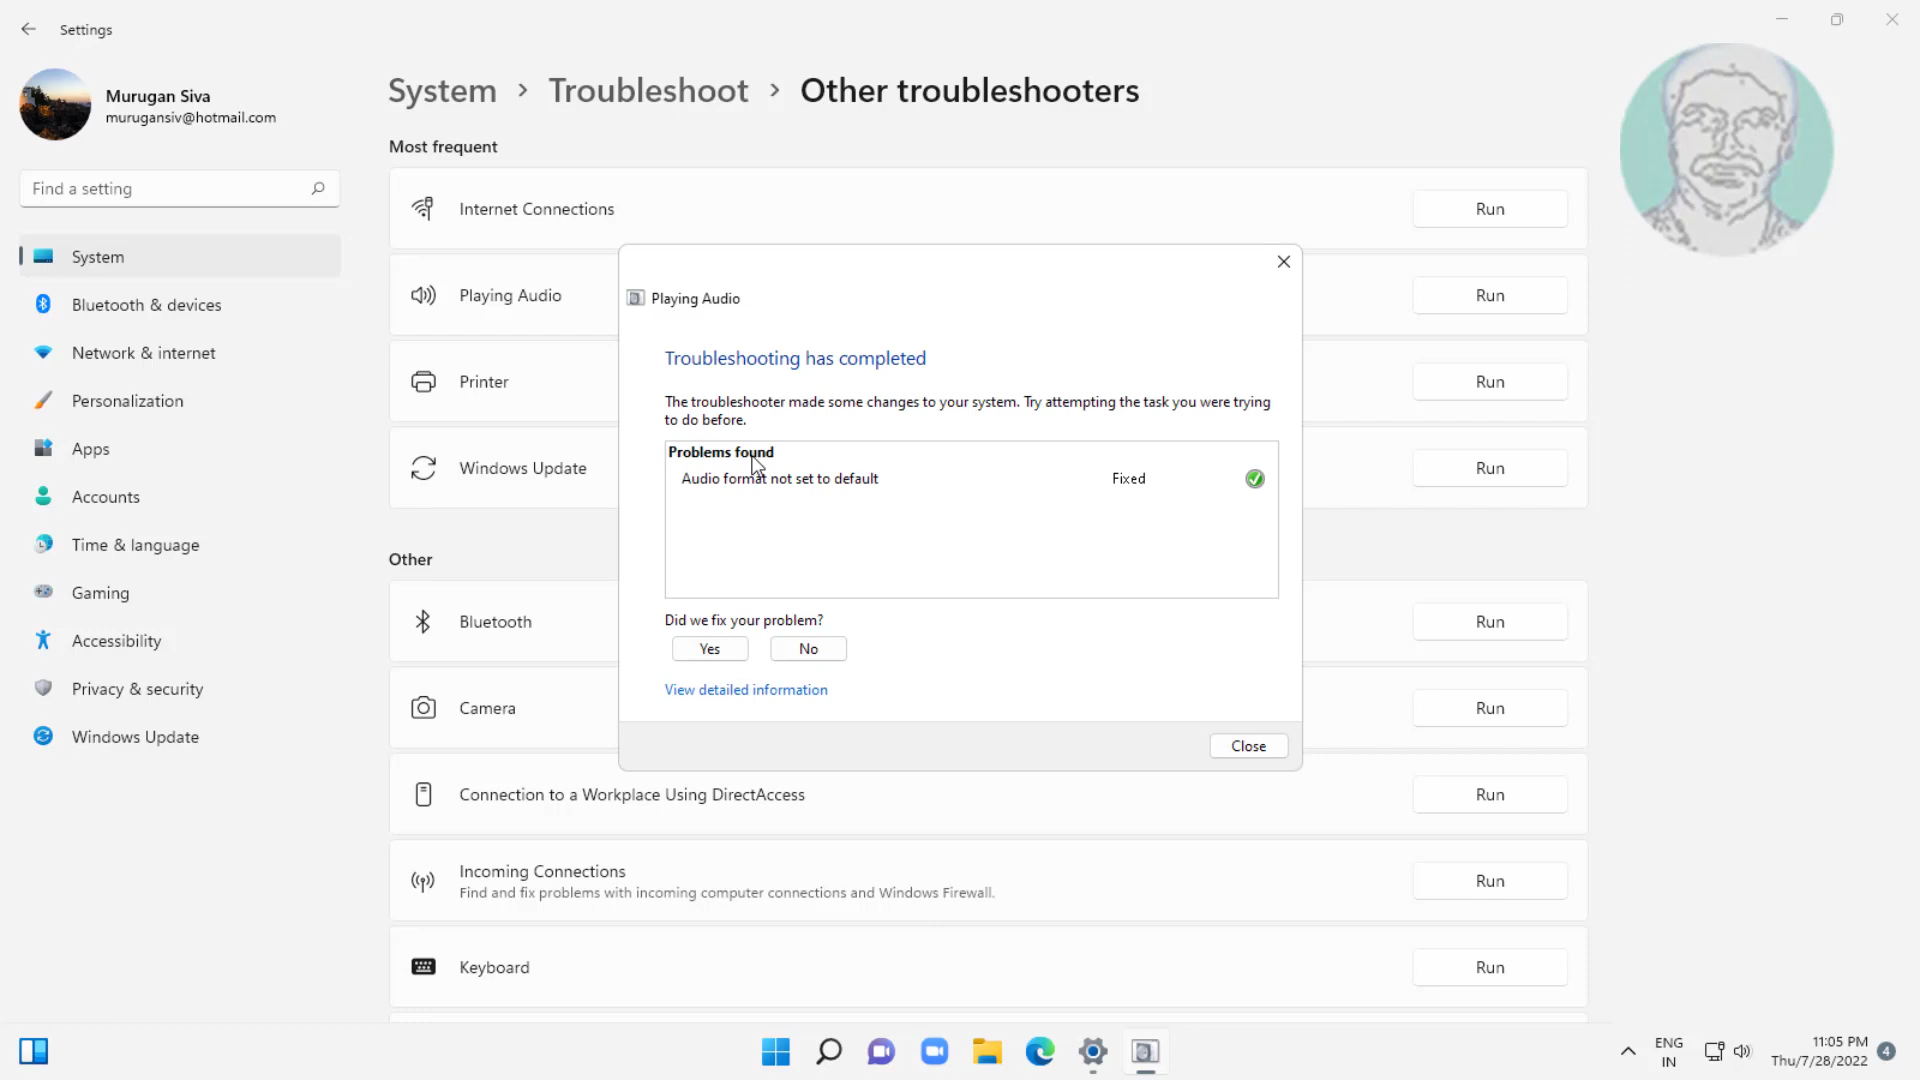 Settings
Murugan Siva
murugansiv@hotmail.com
Find a setting
System
Bluetooth & devices
Network & internet
Personalization
Apps
Accounts
Time & language
Gaming
Accessibility
Privacy & security
Windows Update
System > Troubleshoot > Other troubleshooters
Most frequent
Internet Connections Run
Playing Audio Run
Printer Run
Windows Update Run
Other
Bluetooth Run
Camera Run
Connection to a Workplace Using DirectAccess Run
Incoming Connections
Find and fix problems with incoming computer connections and Windows Firewall.
Run
Keyboard Run
Playing Audio
Troubleshooting has completed
The troubleshooter made some changes to your system. Try attempting the task you were trying
to do before.
Problems found
Audio format not set to default Fixed
Did we fix your problem?
Yes No
View detailed information
Close
ENG
IN
11:05 PM
Thu/7/28/2022
4